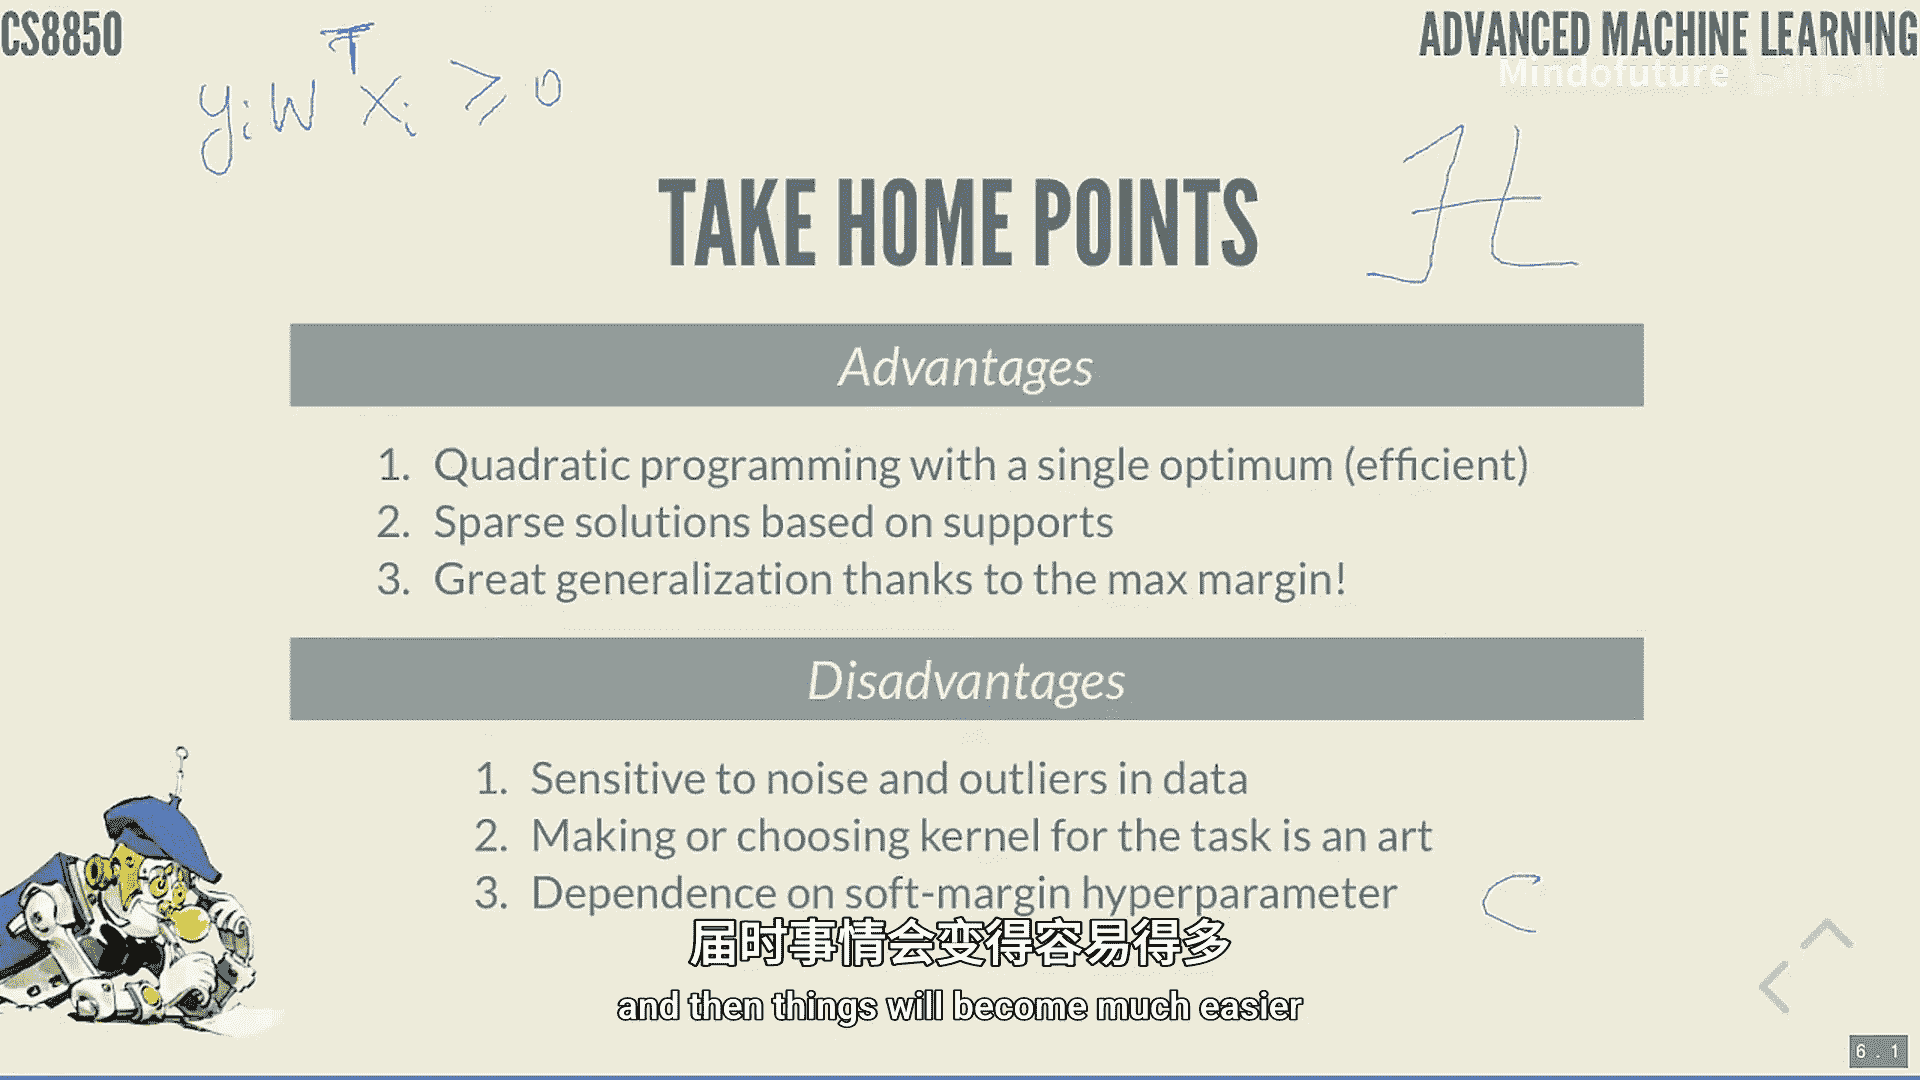 CS8850
ADVANCED MACHINE LEARNING
Mindofuture
yᵢ Wᵀ xᵢ ≥ 0
H
TAKE HOME POINTS
Advantages
1. Quadratic programming with a single optimum (efficient)
2. Sparse solutions based on supports
3. Great generalization thanks to the max margin!
Disadvantages
1. Sensitive to noise and outliers in data
2. Making or choosing kernel for the task is an art
3. Dependence on soft-margin hyperparameter C
届时事情会变得容易得多
and then things will become much easier
6.1